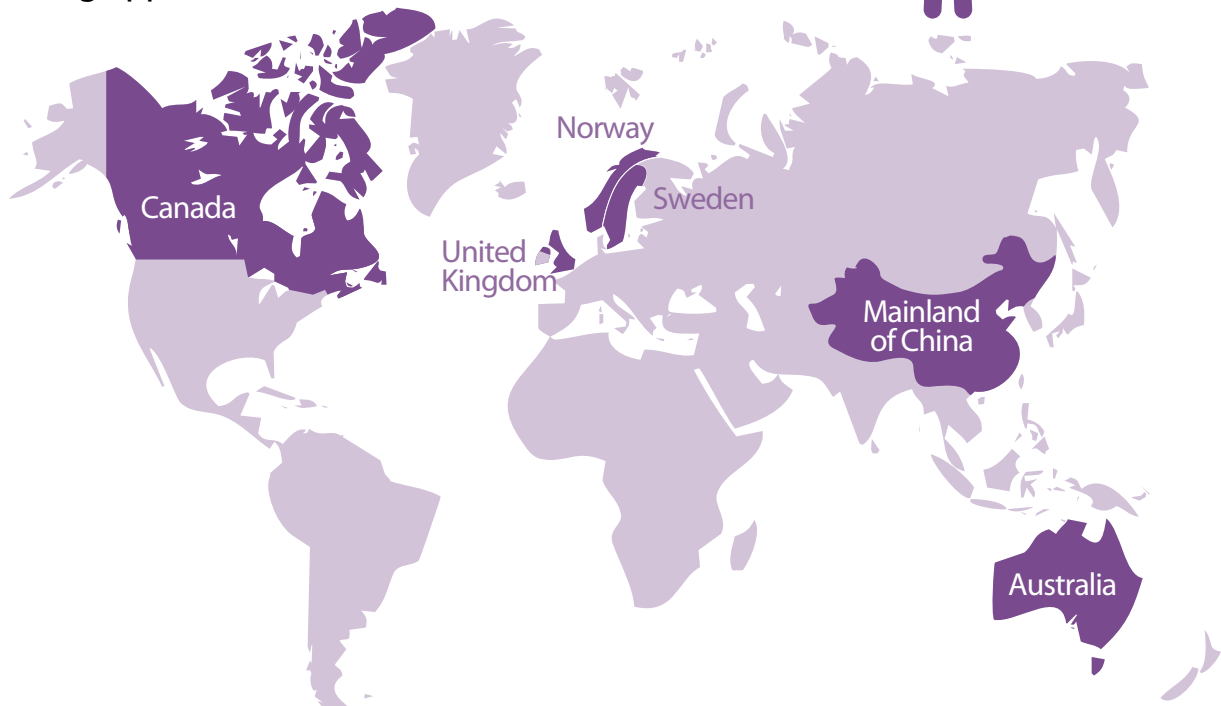 Norway
Sweden
Canada
United
Kingdom
Mainland
of China
Australia